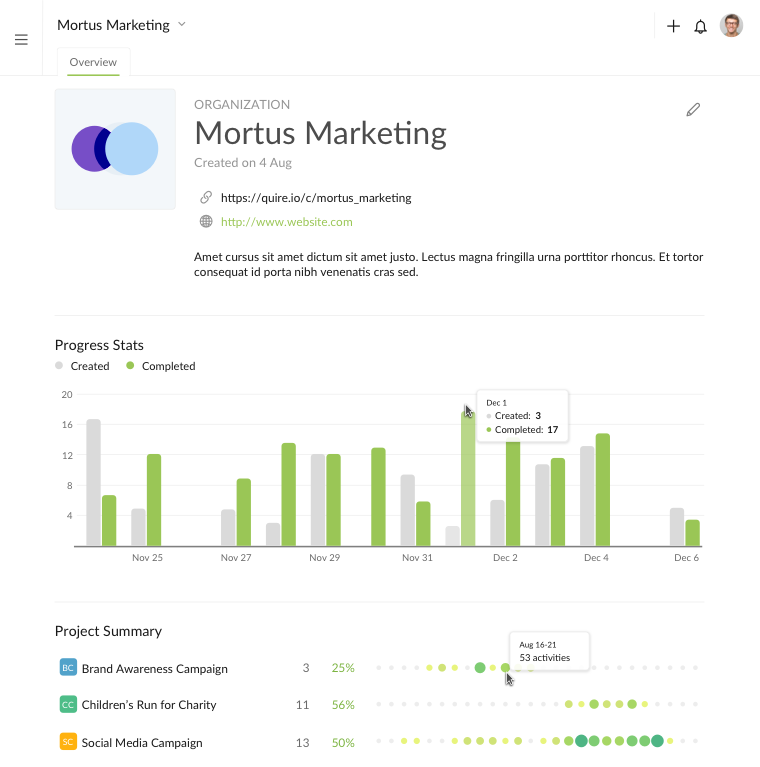 Mortus Marketing
Overview
ORGANIZATION
Mortus Marketing
Created on 4 Aug
https://quire.io/c/mortus_marketing
http://www.website.com
Amet cursus sit amet dictum sit amet justo. Lectus magna fringilla urna porttitor rhoncus. Et tortor
consequat id porta nibh venenatis cras sed.
Progress Stats
Created Completed
20
16
12
8
4
Dec 1
Created: 3
Completed: 17
Nov 25 Nov 27 Nov 29 Nov 31 Dec 2 Dec 4 Dec 6
Project Summary
Aug 16-21
53 activities
BC Brand Awareness Campaign 3 25%
CC Children's Run for Charity 11 56%
SC Social Media Campaign 13 50%